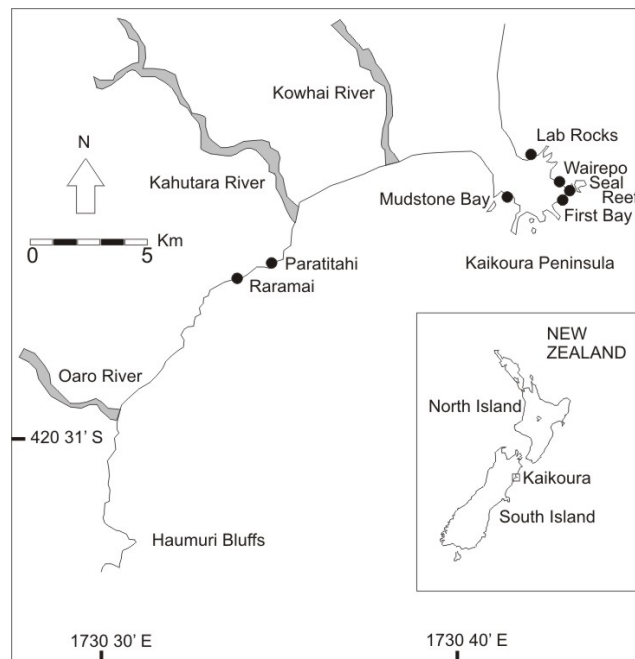 Kowhai River
Lab Rocks
N
Wairepo
Seal
Reef
Kahutara River
Mudstone Bay
First Bay
Km
0 5
Paratitahi
Kaikoura Peninsula
Raramai
NEW
ZEALAND
Oaro River
North Island
420 31' S
Kaikoura
South Island
Haumuri Bluffs
1730 30' E
1730 40' E